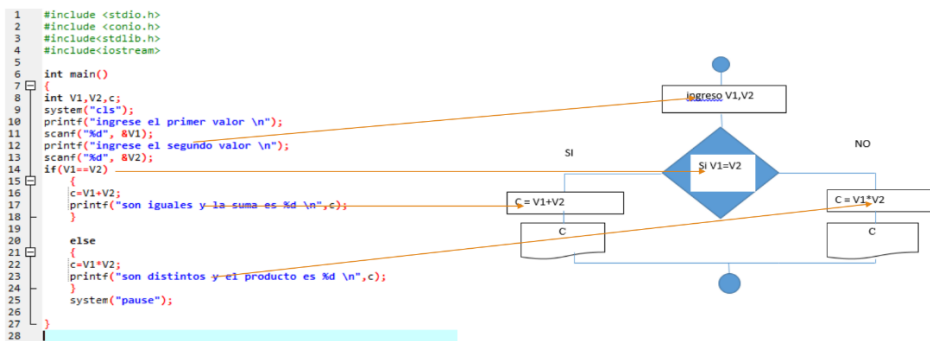 1 #include <stdio.h>
2 #include <conio.h>
3 #include<stdlib.h>
4 #include<iostream>
5
6 int main()
7 {
8 int V1,V2,c;
9 system("cls");
10 printf("ingrese el primer valor \n");
11 scanf("%d", &V1);
12 printf("ingrese el segundo valor \n");
13 scanf("%d", &V2);
14 if(V1==V2)
15 {
16 c=V1+V2;
17 printf("son iguales y la suma es %d \n",c);
18 }
19
20 else
21 {
22 c=V1*V2;
23 printf("son distintos y el producto es %d \n",c);
24 }
25 system("pause");
26
27 }
28
ingreso V1,V2
SI
NO
Si V1=V2
C = V1+V2
C = V1*V2
C
C